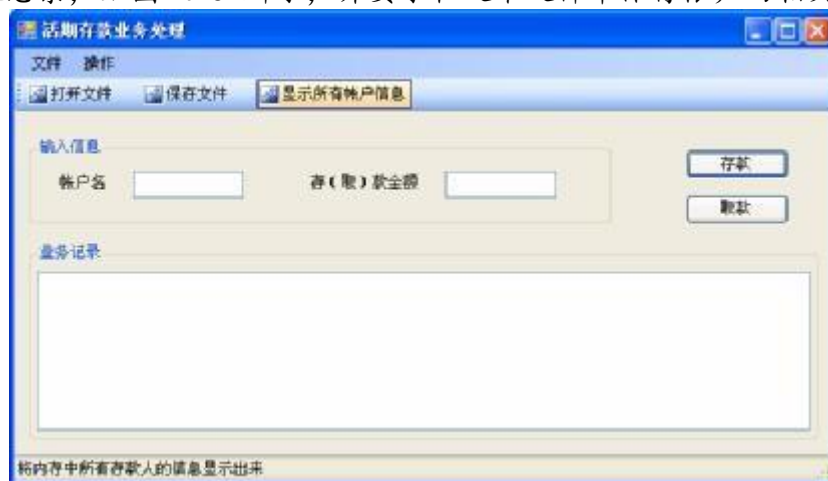 活期存款业务处理
文件 操作
打开文件 保存文件 显示所有帐户信息
输入信息
帐户名 存(取)款金额 存款
取款
业务记录
将内存中所有存款人的信息显示出来